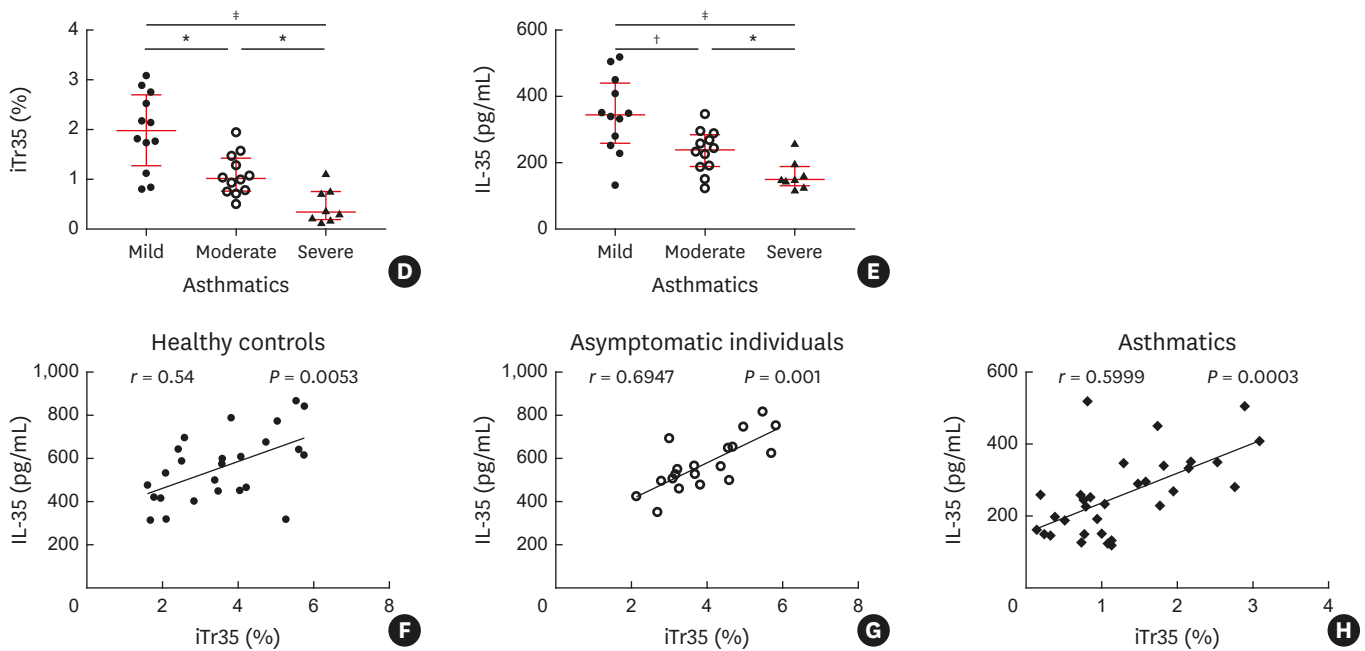 ‡
* *
4
3
2
1
0
iTr35 (%)
Mild Moderate Severe
Asthmatics
D
‡
† *
600
400
200
0
IL-35 (pg/mL)
Mild Moderate Severe
Asthmatics
E
Healthy controls
r = 0.54 P = 0.0053
1,000
800
600
400
200
IL-35 (pg/mL)
0 2 4 6 8
iTr35 (%)
F
Asymptomatic individuals
r = 0.6947 P = 0.001
1,000
800
600
400
200
IL-35 (pg/mL)
0 2 4 6 8
iTr35 (%)
G
Asthmatics
r = 0.5999 P = 0.0003
600
400
200
IL-35 (pg/mL)
0 1 2 3 4
iTr35 (%)
H